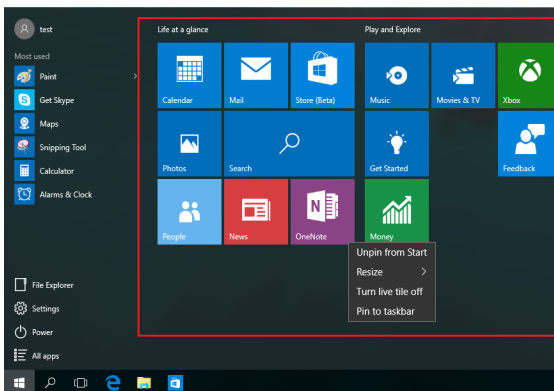 test
Most used
Paint
Get Skype
Maps
Snipping Tool
Calculator
Alarms & Clock
File Explorer
Settings
Power
All apps
Life at a glance
Play and Explore
Calendar
Mail
Store (Beta)
Music
Movies & TV
Xbox
Photos
Search
Get Started
Feedback
People
News
OneNote
Money
Unpin from Start
Resize
Turn live tile off
Pin to taskbar